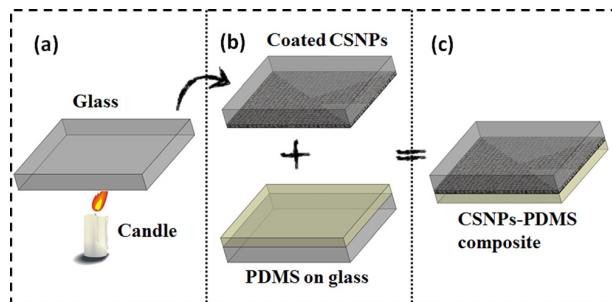 (a)
Glass
Candle
(b)
Coated CSNPs
+
PDMS on glass
=
(c)
CSNPs-PDMS
composite